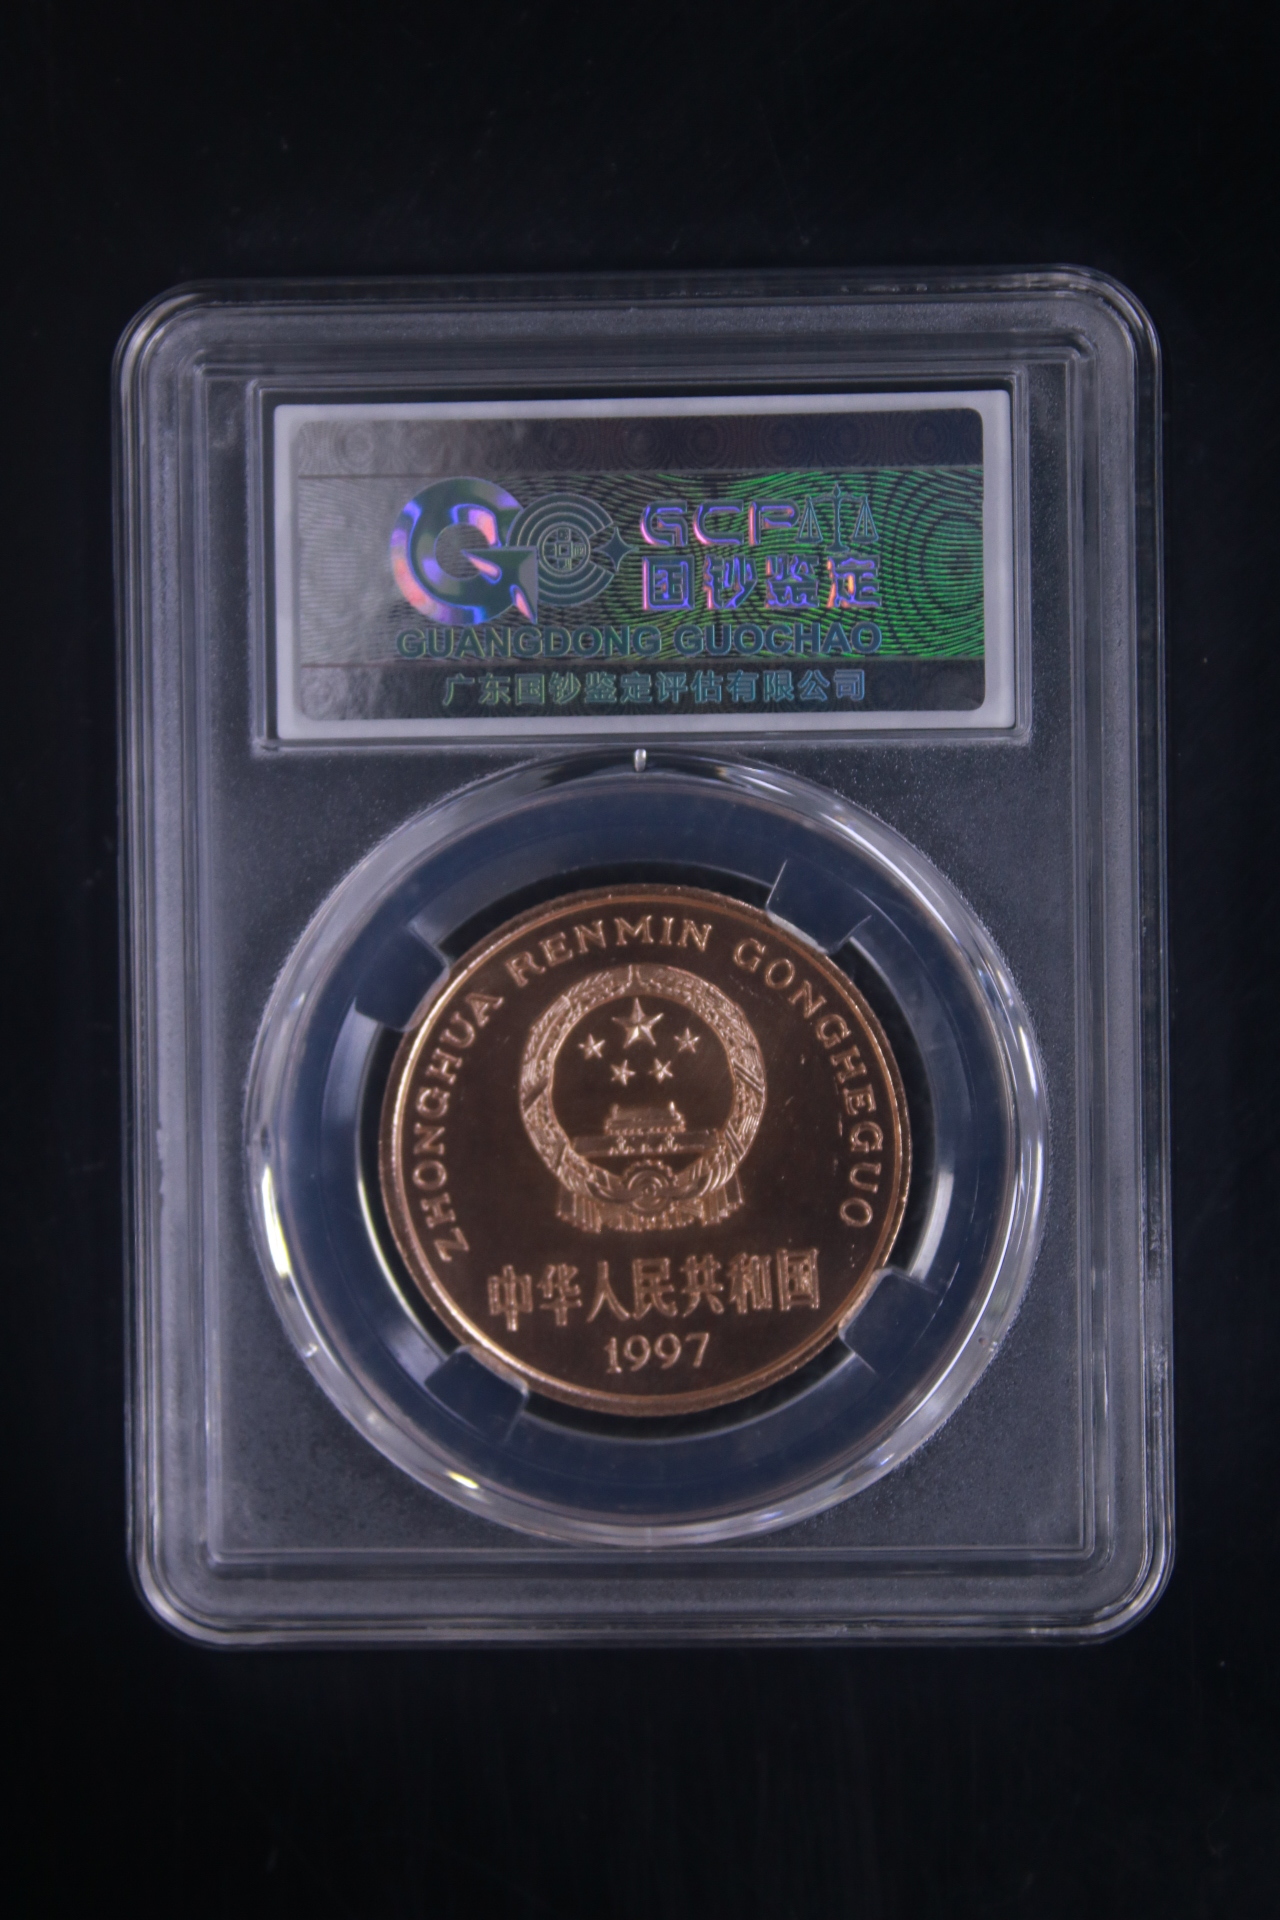 GCP
国钞鉴定
GUANGDONG GUOCHAO
广东国钞鉴定评估有限公司
ZHONGHUA RENMIN GONGHEGUO
中华人民共和国
1997